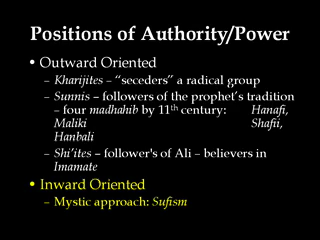 Positions of Authority/Power
• Outward Oriented
– Kharijites – “seceders” a radical group
– Sunnis – followers of the prophet’s tradition
– four madhahib by 11th century: Hanafi,
Maliki Shafii,
Hanbali
– Shi’ites – follower's of Ali – believers in
Imamate
• Inward Oriented
– Mystic approach: Sufism